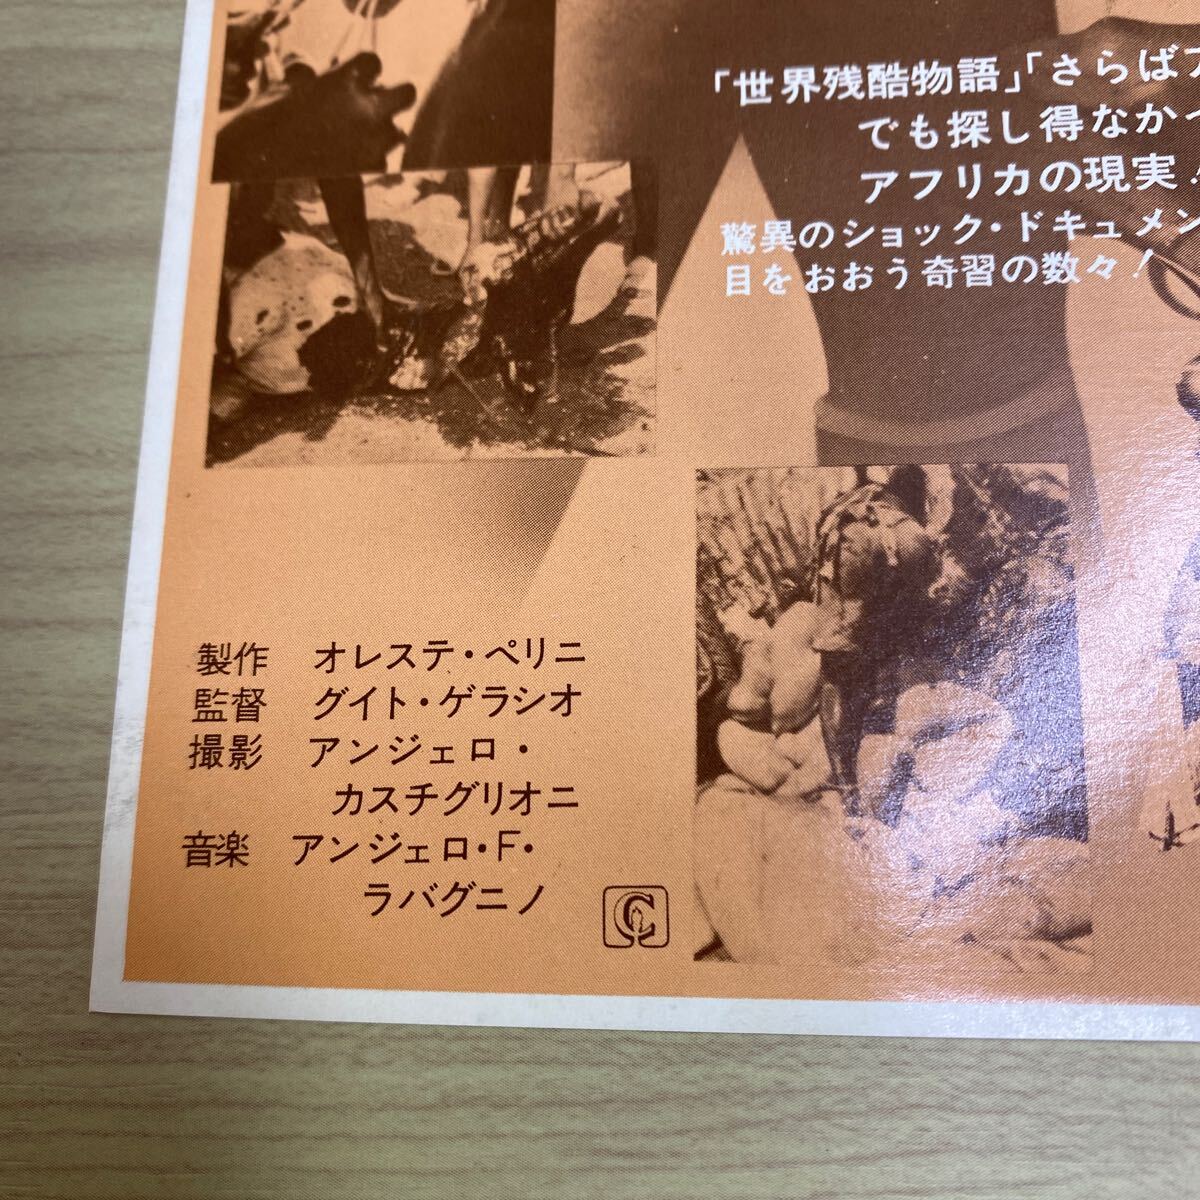 「世界残酷物語」「さらばア
でも探し得なかっ
アフリカの現実！
驚異のショック・ドキュメン
目をおおう奇習の数々！
製作 オレステ・ペリニ
監督 グイト・ゲラシオ
撮影 アンジェロ・
カスチグリオニ
音楽 アンジェロ・F・
ラバグニノ
C